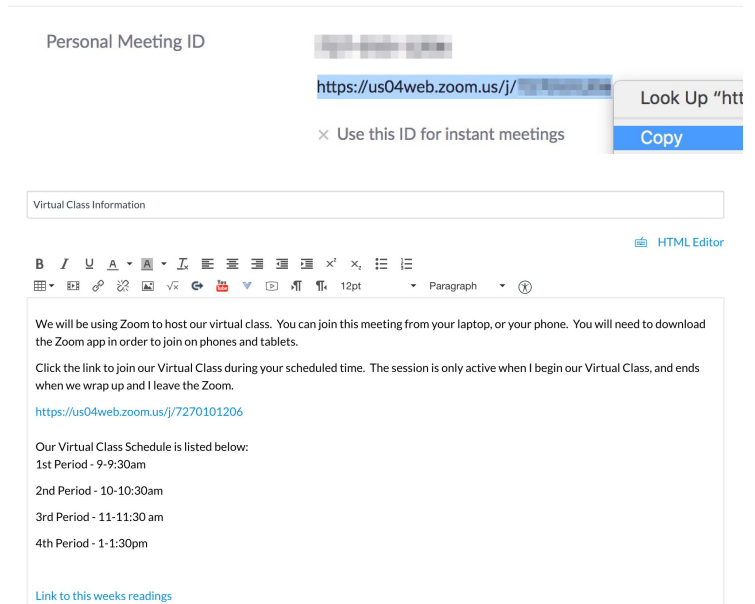 Personal Meeting ID
https://us04web.zoom.us/j/
Look Up "htt
× Use this ID for instant meetings
Copy
Virtual Class Information
HTML Editor
B I U A A Tx x² x₂
√x You Tube V ¶ ¶ 12pt Paragraph
We will be using Zoom to host our virtual class. You can join this meeting from your laptop, or your phone. You will need to download
the Zoom app in order to join on phones and tablets.
Click the link to join our Virtual Class during your scheduled time. The session is only active when I begin our Virtual Class, and ends
when we wrap up and I leave the Zoom.
https://us04web.zoom.us/j/7270101206
Our Virtual Class Schedule is listed below:
1st Period - 9-9:30am
2nd Period - 10-10:30am
3rd Period - 11-11:30 am
4th Period - 1-1:30pm
Link to this weeks readings